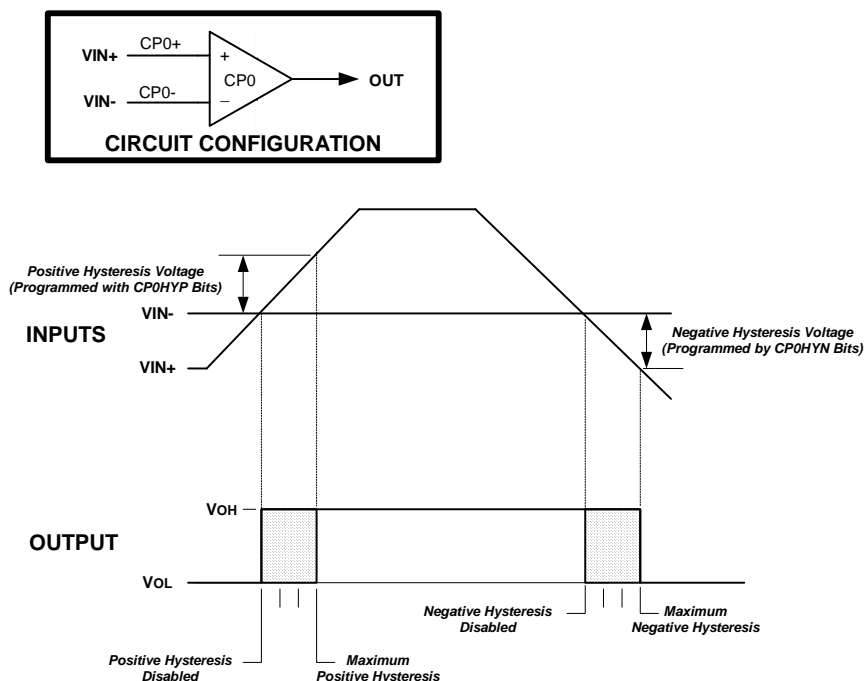 VIN+
CP0+
+
CP0
OUT
VIN-
CP0-
_
CIRCUIT CONFIGURATION
Positive Hysteresis Voltage
(Programmed with CP0HYP Bits)
VIN-
INPUTS
Negative Hysteresis Voltage
(Programmed by CP0HYN Bits)
VIN+
VOH
OUTPUT
VOL
Negative Hysteresis
Disabled
Maximum
Negative Hysteresis
Positive Hysteresis
Disabled
Maximum
Positive Hysteresis